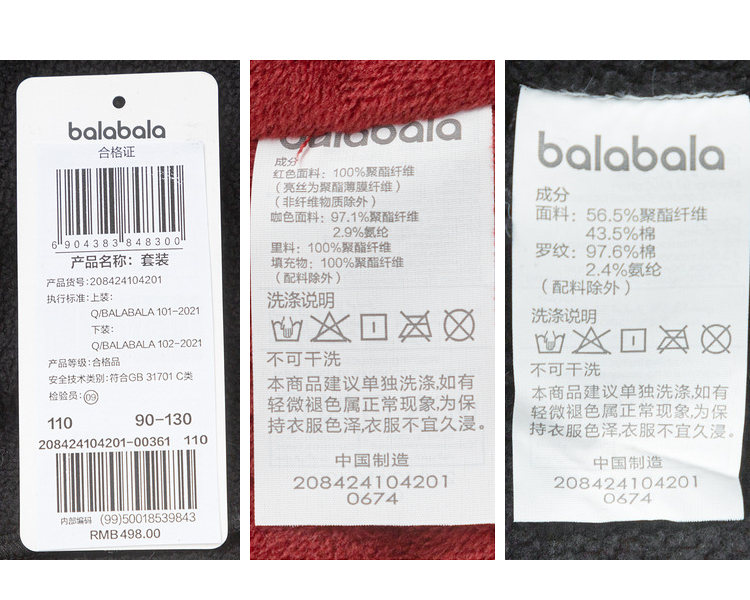 balabala
合格证
6 904383 848300
产品名称：套装
产品货号：208424104201
执行标准：上装：
Q/BALABALA 101-2021
下装：
Q/BALABALA 102-2021
产品等级：合格品
安全技术类别：符合GB 31701 C类
检验员：09
110 90-130
208424104201-00361 110
内部编码 (99)50018539843
RMB498.00
balabala
成分
红色面料：100%聚酯纤维
（亮丝为聚酯薄膜纤维）
（非纤维物质除外）
咖色面料：97.1%聚酯纤维
2.9%氨纶
里料：100%聚酯纤维
填充物：100%聚酯纤维
（配料除外）
洗涤说明
不可干洗
本商品建议单独洗涤,如有
轻微褪色属正常现象,为保
持衣服色泽,衣服不宜久浸。
中国制造
208424104201
0674
balabala
成分
面料：56.5%聚酯纤维
43.5%棉
罗纹：97.6%棉
2.4%氨纶
（配料除外）
洗涤说明
不可干洗
本商品建议单独洗涤,如有
轻微褪色属正常现象,为保
持衣服色泽,衣服不宜久浸。
中国制造
208424104201
0674